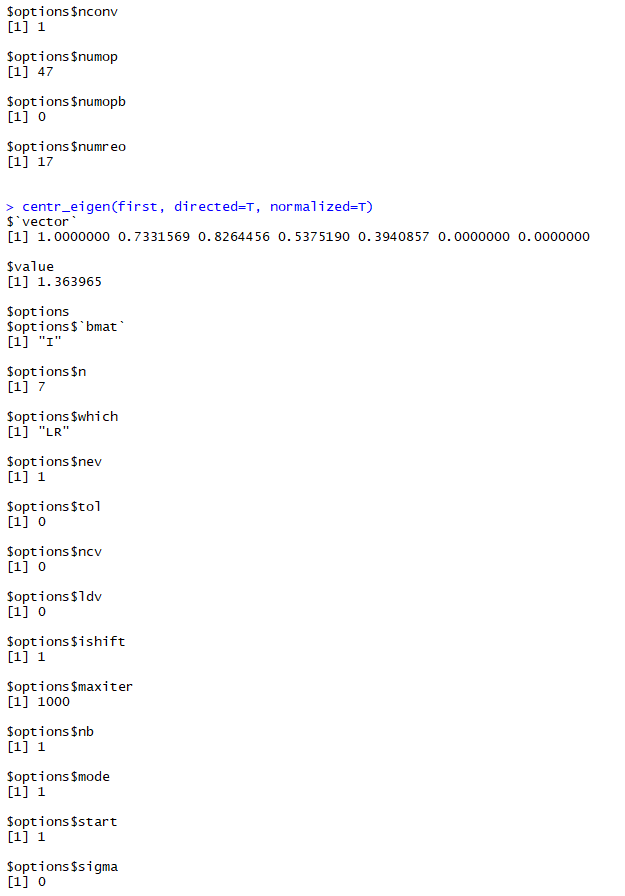 $options$nconv
[1] 1
$options$numop
[1] 47
$options$numopb
[1] 0
$options$numreo
[1] 17
> centr_eigen(first, directed=T, normalized=T)
$`vector`
[1] 1.0000000 0.7331569 0.8264456 0.5375190 0.3940857 0.0000000 0.0000000
$value
[1] 1.363965
$options
$options$`bmat`
[1] "I"
$options$n
[1] 7
$options$which
[1] "LR"
$options$nev
[1] 1
$options$tol
[1] 0
$options$ncv
[1] 0
$options$ldv
[1] 0
$options$ishift
[1] 1
$options$maxiter
[1] 1000
$options$nb
[1] 1
$options$mode
[1] 1
$options$start
[1] 1
$options$sigma
[1] 0